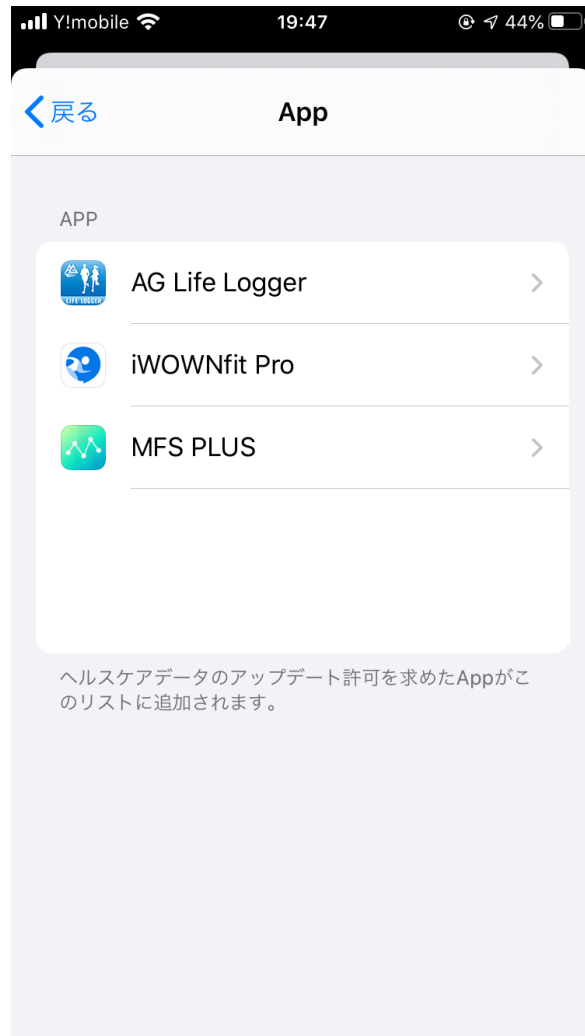 Y!mobile 19:47 44%
戻る App
APP
AG Life Logger
LIFE LOGGER
iWOWNfit Pro
MFS PLUS
ヘルスケアデータのアップデート許可を求めたAppがこ
のリストに追加されます。